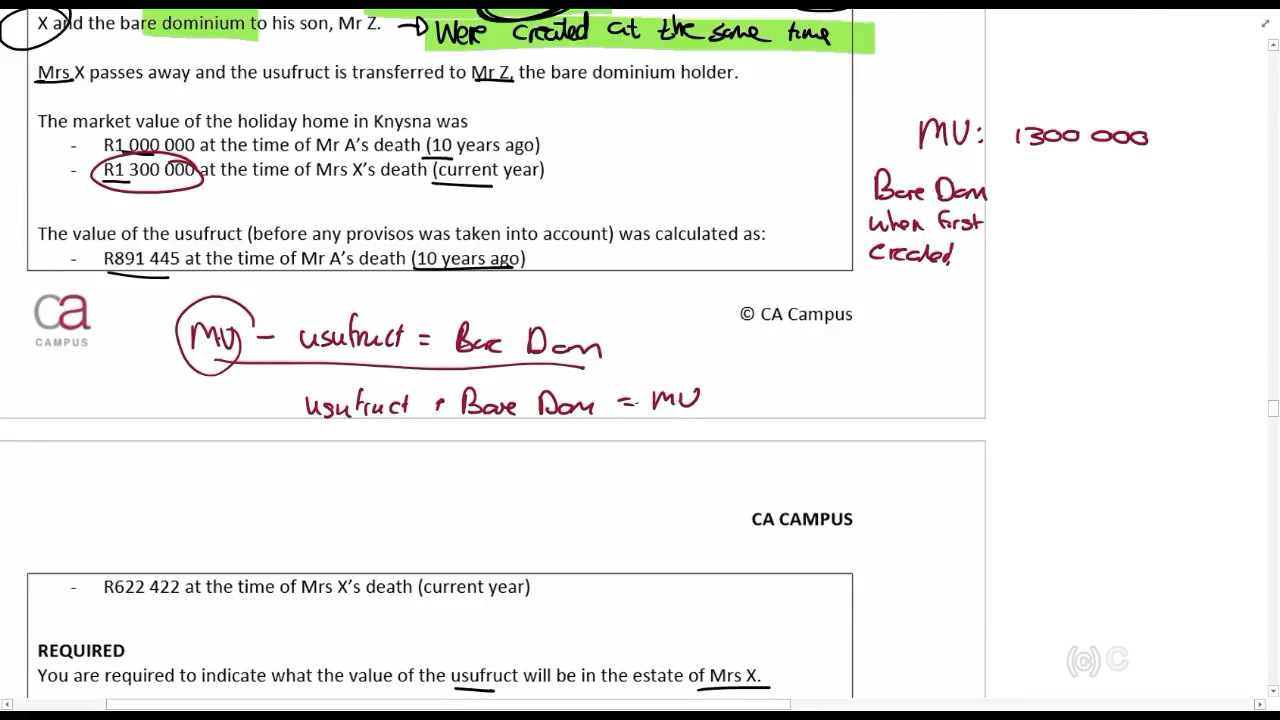 X and the bare dominium to his son, Mr Z. → Were created at the same time
Mrs X passes away and the usufruct is transferred to Mr Z, the bare dominium holder.
The market value of the holiday home in Knysna was
- R1 000 000 at the time of Mr A's death (10 years ago)
- R1 300 000 at the time of Mrs X's death (current year)
MV: 1300 000
Bare Dom
when first
created
The value of the usufruct (before any provisos was taken into account) was calculated as:
- R891 445 at the time of Mr A's death (10 years ago)
ca
CAMPUS
© CA Campus
MV - usufruct = Bare Dom
usufruct + Bare Dom = MV
CA CAMPUS
- R622 422 at the time of Mrs X's death (current year)
REQUIRED
You are required to indicate what the value of the usufruct will be in the estate of Mrs X.